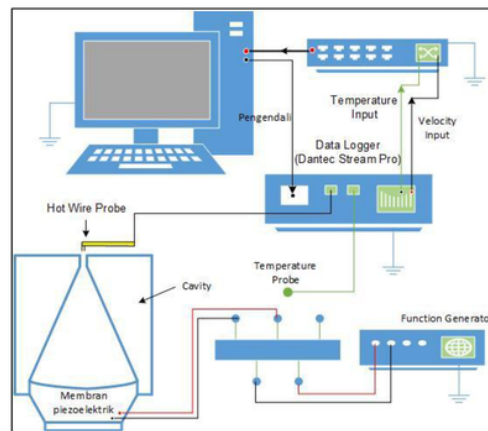 Temperature
Input
Pengendali
Velocity
Input
Data Logger
(Dantec Stream Pro)
Hot Wire Probe
Temperature
Probe
Cavity
Function Generator
Membran
piezoelektrik